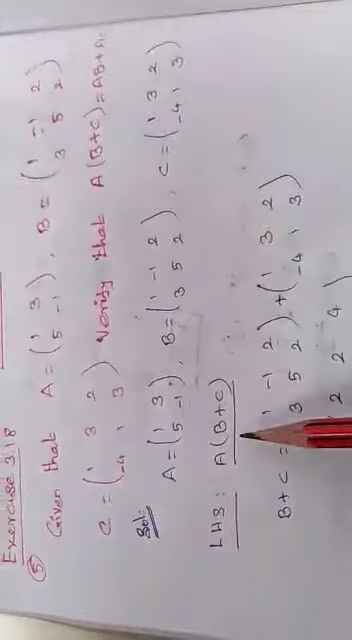 Exercise 3.18
⑤ Given that A = ( 1 3 / 5 -1 ), B = ( 1 -1 2 / 3 5 2 )
C = ( 1 3 2 / -4 1 3 ) Verify that A(B+C) = AB+A
Sol: A = ( 1 3 / 5 -1 ), B = ( 1 -1 2 / 3 5 2 ), C = ( 1 3 2 / -4 1 3 )
LHS: A(B+C)
B+C = 1 -1 2 / 3 5 2 ) + ( 1 3 2 / -4 1 3 )
2 2 4 )